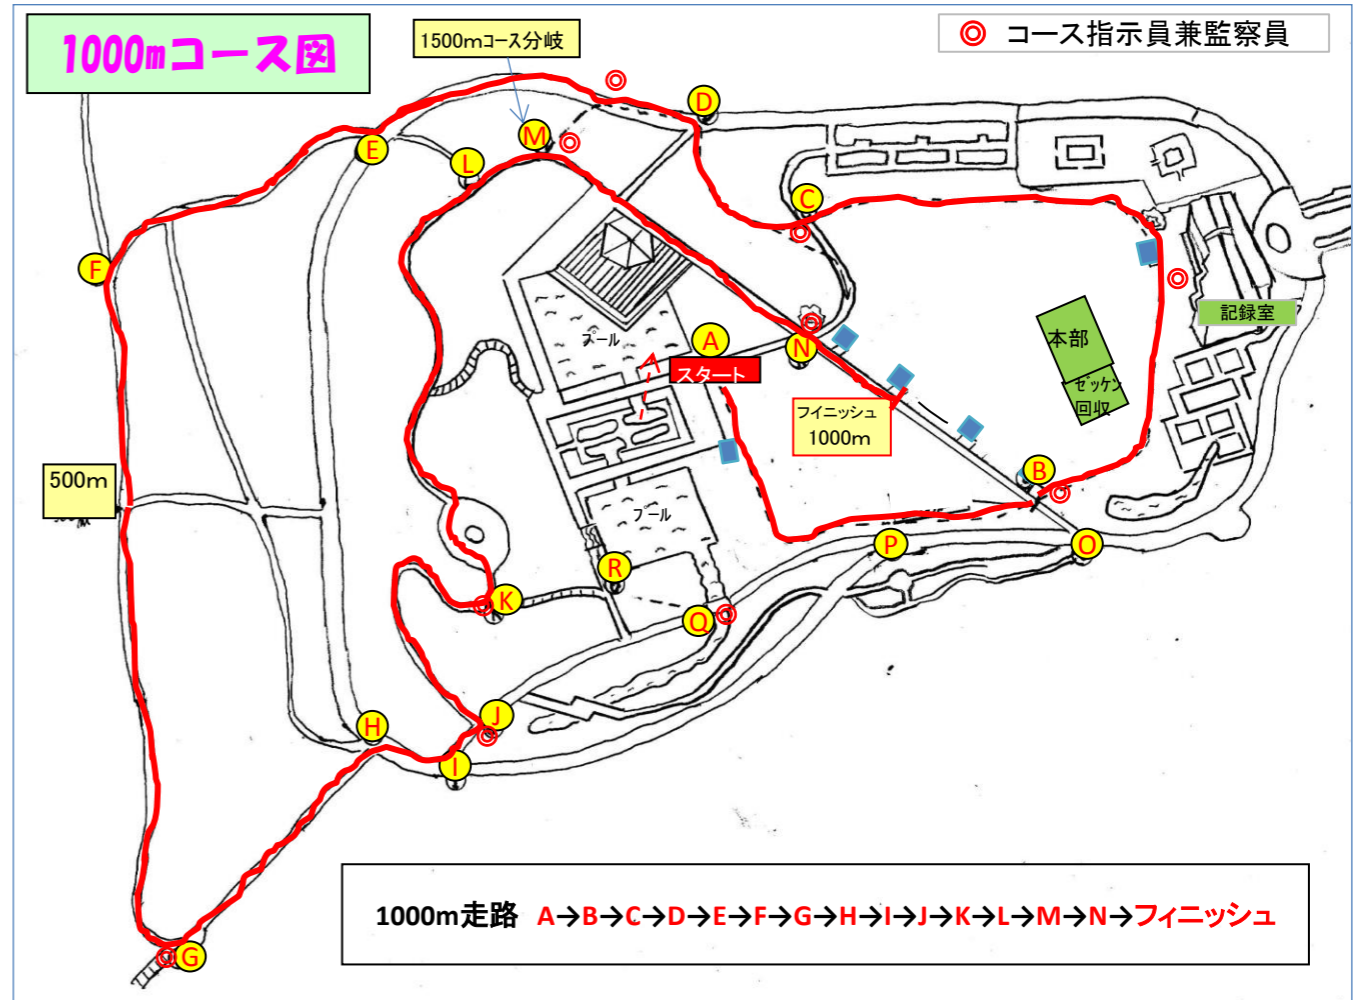 1000mコース図
1500mコース分岐
◎ コース指示員兼監察員
D
M
E
L
C
F
記録室
プール
A
スタート
N
本部
ゼッケン
回収
フイニッシュ
1000m
500m
B
プール
P
O
R
K
Q
J
H
I
G
1000m走路 A→B→C→D→E→F→G→H→I→J→K→L→M→N→フィニッシュ